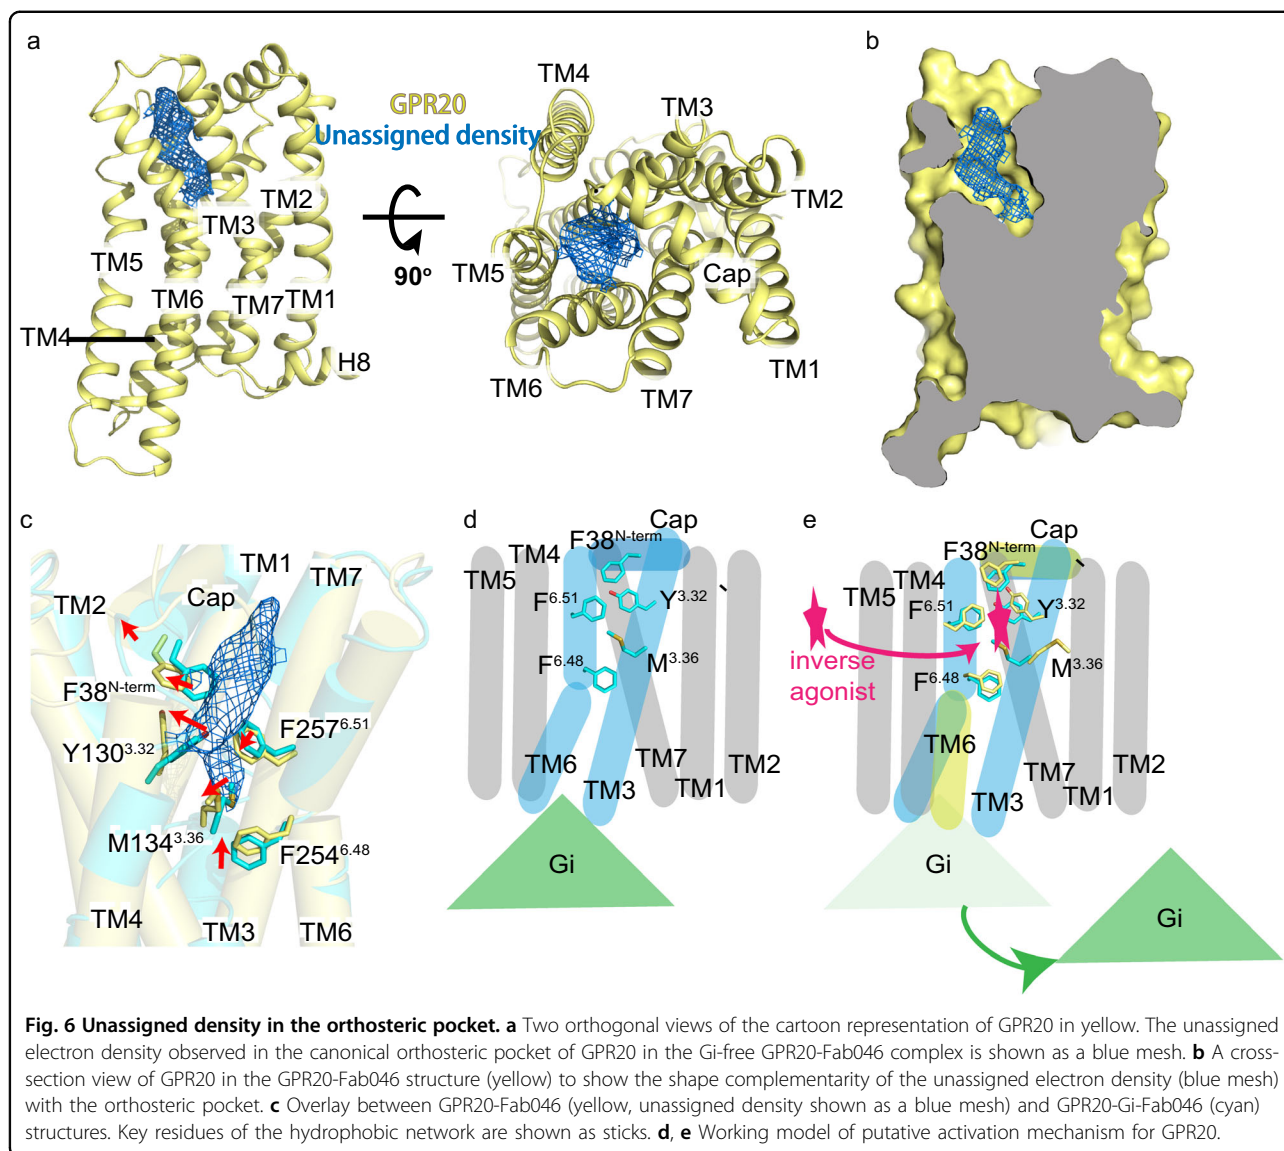 a
TM4
TM3
GPR20
Unassigned density
TM2
TM3
TM2
TM5
TM5
Cap
90°
TM6
TM7
TM1
TM4
H8
TM1
TM6
TM7
b
c
TM1
TM7
Cap
TM2
F38N-term
F2576.51
Y1303.32
M1343.36
F2546.48
TM4
TM3
TM6
d
Cap
F38N-term
TM4
TM5
F6.51
Y3.32
M3.36
F6.48
TM6
TM7
TM2
TM3
TM1
Gi
e
Cap
F38N-term
TM4
TM5
F6.51
Y3.32
inverse
agonist
M3.36
F6.48
TM6
TM7
TM2
TM3
TM1
Gi
Gi
Fig. 6 Unassigned density in the orthosteric pocket. a Two orthogonal views of the cartoon representation of GPR20 in yellow. The unassigned
electron density observed in the canonical orthosteric pocket of GPR20 in the Gi-free GPR20-Fab046 complex is shown as a blue mesh. b A cross-
section view of GPR20 in the GPR20-Fab046 structure (yellow) to show the shape complementarity of the unassigned electron density (blue mesh)
with the orthosteric pocket. c Overlay between GPR20-Fab046 (yellow, unassigned density shown as a blue mesh) and GPR20-Gi-Fab046 (cyan)
structures. Key residues of the hydrophobic network are shown as sticks. d, e Working model of putative activation mechanism for GPR20.